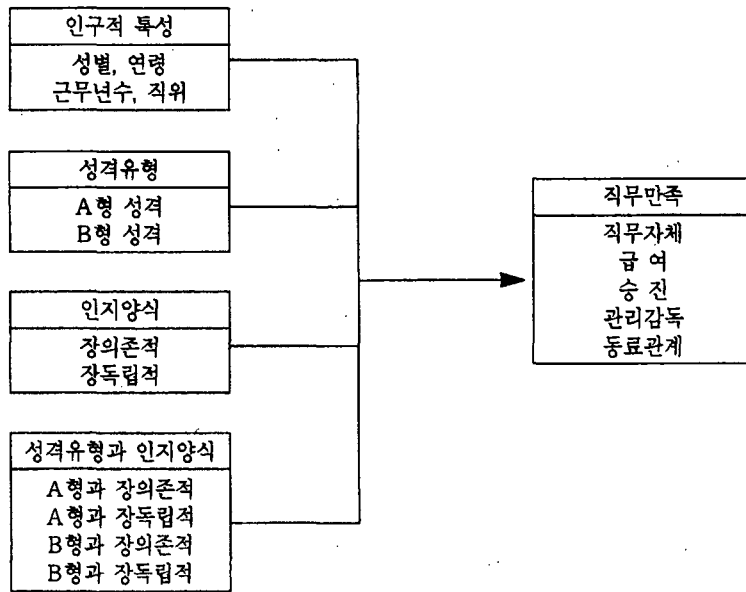 인구적 특성
성별, 연령
근무년수, 직위
성격유형
A형 성격
B형 성격
인지양식
장의존적
장독립적
성격유형과 인지양식
A형과 장의존적
A형과 장독립적
B형과 장의존적
B형과 장독립적
직무만족
직무자체
급 여
승 진
관리감독
동료관계